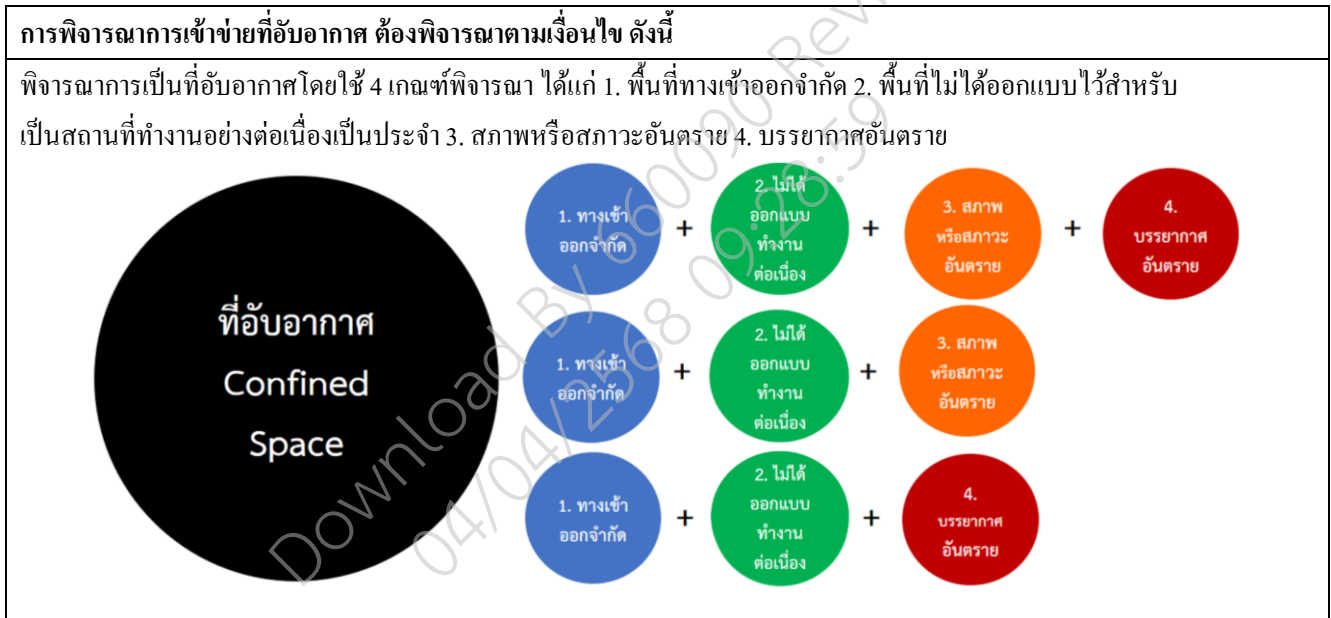 การพิจารณาการเข้าข่ายที่อับอากาศ ต้องพิจารณาตามเงื่อนไข ดังนี้
พิจารณาการเป็นที่อับอากาศโดยใช้ 4 เกณฑ์พิจารณา ได้แก่ 1. พื้นที่ทางเข้าออกจำกัด 2. พื้นที่ไม่ได้ออกแบบไว้สำหรับ
เป็นสถานที่ทำงานอย่างต่อเนื่องเป็นประจำ 3. สภาพหรือสภาวะอันตราย 4. บรรยากาศอันตราย
ที่อับอากาศ
Confined
Space
1. ทางเข้า
ออกจำกัด
+
2. ไม่ได้
ออกแบบ
ทำงาน
ต่อเนื่อง
+
3. สภาพ
หรือสภาวะ
อันตราย
+
4.
บรรยากาศ
อันตราย
1. ทางเข้า
ออกจำกัด
+
2. ไม่ได้
ออกแบบ
ทำงาน
ต่อเนื่อง
+
3. สภาพ
หรือสภาวะ
อันตราย
1. ทางเข้า
ออกจำกัด
+
2. ไม่ได้
ออกแบบ
ทำงาน
ต่อเนื่อง
+
4.
บรรยากาศ
อันตราย
Download By 660090 Rev
04/04/2568 09:28:59